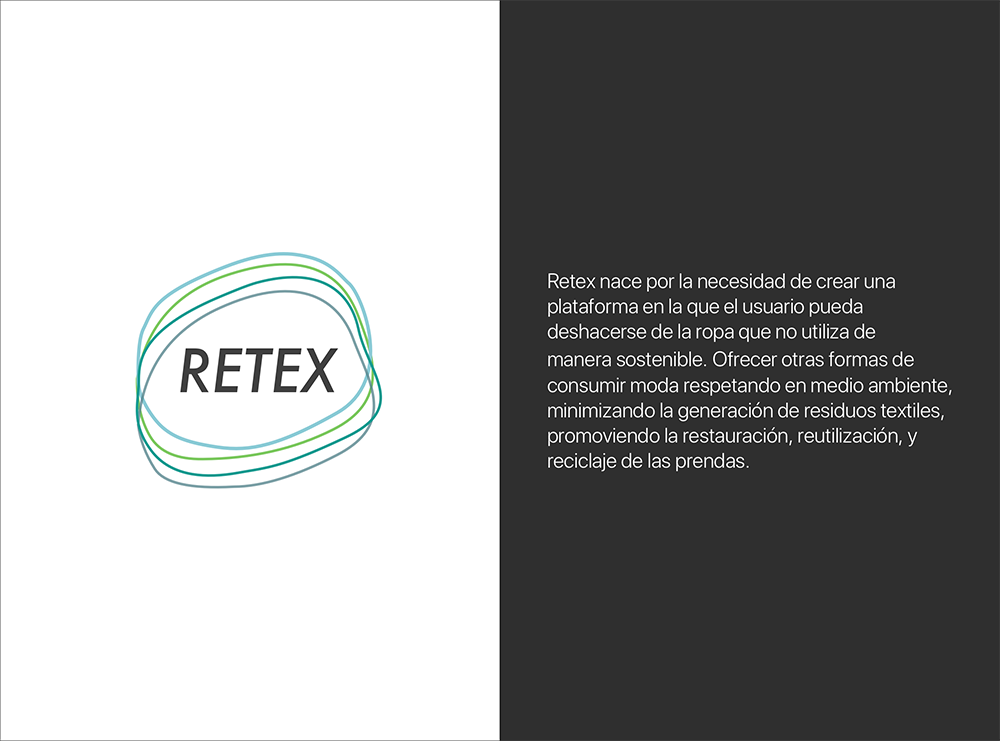 RETEX
Retex nace por la necesidad de crear una
plataforma en la que el usuario pueda
deshacerse de la ropa que no utiliza de
manera sostenible. Ofrecer otras formas de
consumir moda respetando en medio ambiente,
minimizando la generación de residuos textiles,
promoviendo la restauración, reutilización, y
reciclaje de las prendas.